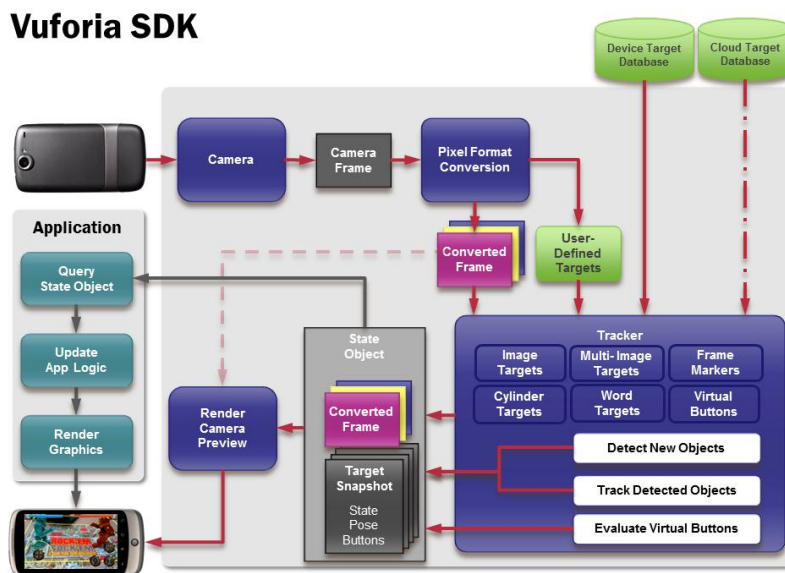 Vuforia SDK
Device Target
Database
Cloud Target
Database
Camera
Camera
Frame
Pixel Format
Conversion
Application
Query
State Object
Update
App Logic
Render
Graphics
Converted
Frame
User-
Defined
Targets
State
Object
Converted
Frame
Target
Snapshot
State
Pose
Buttons
Render
Camera
Preview
Tracker
Image
Targets
Multi-Image
Targets
Frame
Markers
Cylinder
Targets
Word
Targets
Virtual
Buttons
Detect New Objects
Track Detected Objects
Evaluate Virtual Buttons